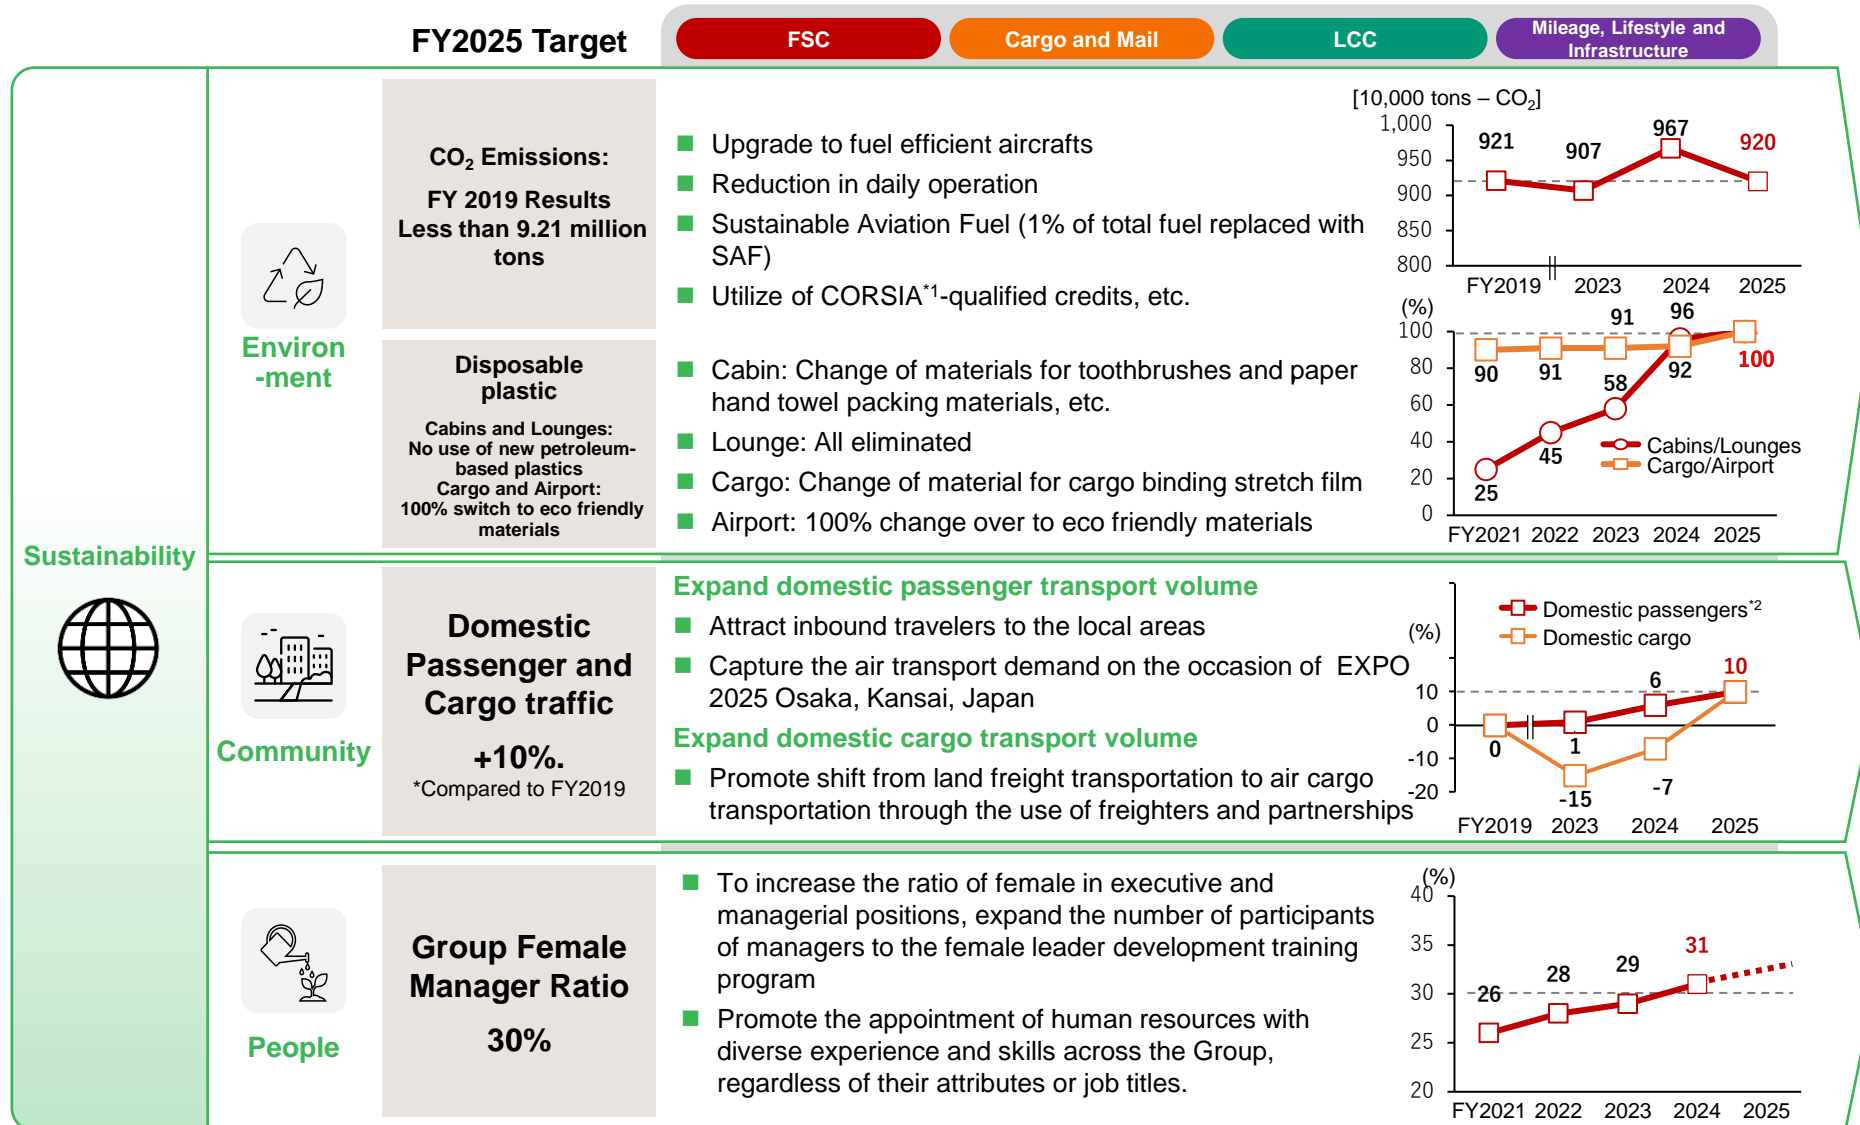 FY2025 Target
FSC
Cargo and Mail
LCC
Mileage, Lifestyle and
Infrastructure
Sustainability
Environ
-ment
CO2 Emissions:
FY 2019 Results
Less than 9.21 million
tons
Upgrade to fuel efficient aircrafts
Reduction in daily operation
Sustainable Aviation Fuel (1% of total fuel replaced with
SAF)
Utilize of CORSIA*1-qualified credits, etc.
[10,000 tons – CO2]
1,000
950
900
850
800
921
907
967
920
FY2019
2023
2024
2025
Disposable
plastic
Cabins and Lounges:
No use of new petroleum-
based plastics
Cargo and Airport:
100% switch to eco friendly
materials
Cabin: Change of materials for toothbrushes and paper
hand towel packing materials, etc.
Lounge: All eliminated
Cargo: Change of material for cargo binding stretch film
Airport: 100% change over to eco friendly materials
(%)
100
80
60
40
20
0
91
96
90
91
58
92
100
45
25
Cabins/Lounges
Cargo/Airport
FY2021 2022 2023 2024 2025
Community
Domestic
Passenger and
Cargo traffic
+10%.
*Compared to FY2019
Expand domestic passenger transport volume
Attract inbound travelers to the local areas
Capture the air transport demand on the occasion of EXPO
2025 Osaka, Kansai, Japan
Expand domestic cargo transport volume
Promote shift from land freight transportation to air cargo
transportation through the use of freighters and partnerships
Domestic passengers*2
Domestic cargo
(%)
10
0
-10
-20
0
1
6
10
-15
-7
FY2019 2023 2024 2025
People
Group Female
Manager Ratio
30%
To increase the ratio of female in executive and
managerial positions, expand the number of participants
of managers to the female leader development training
program
Promote the appointment of human resources with
diverse experience and skills across the Group,
regardless of their attributes or job titles.
(%)
40
35
30
25
20
26
28
29
31
FY2021 2022 2023 2024 2025